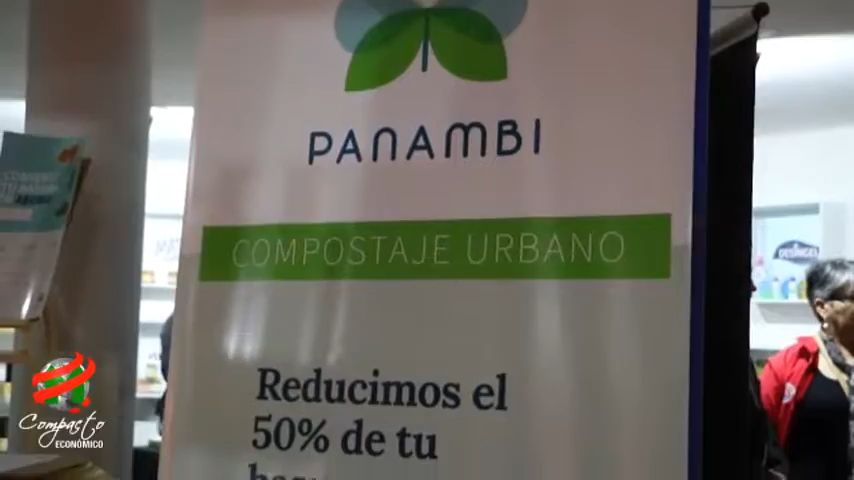 PANAMBI
COMPOSTAJE URBANO
Reducimos el
50% de tu
Compacto
ECONÓMICO